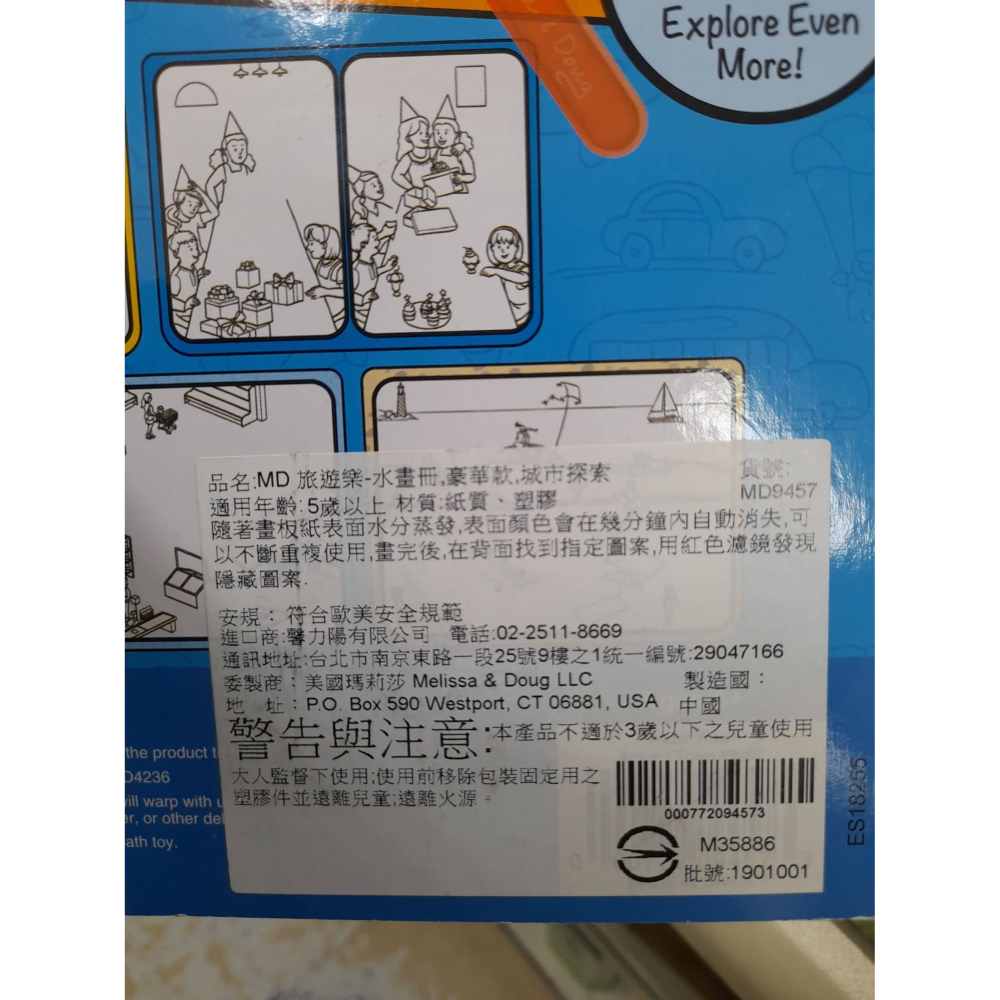 Explore Even
More!
Doug
品名:MD 旅遊樂-水畫冊,豪華款,城市探索
貨號:
MD9457
適用年齡:5歲以上 材質:紙質、塑膠
隨著畫板紙表面水分蒸發,表面顏色會在幾分鐘內自動消失,可
以不斷重複使用,畫完後,在背面找到指定圖案,用紅色濾鏡發現
隱藏圖案.
安規：符合歐美安全規範
進口商:馨力陽有限公司 電話:02-2511-8669
通訊地址:台北市南京東路一段25號9樓之1統一編號:29047166
委製商：美國瑪莉莎 Melissa & Doug LLC 製造國：
地 址：P.O. Box 590 Westport, CT 06881, USA 中國
警告與注意:本產品不適於3歲以下之兒童使用
大人監督下使用;使用前移除包裝固定用之
塑膠件並遠離兒童;遠離火源。
000772094573
M35886
批號:1901001
ES18255
the product
D4236
will warp with
or other
ath toy.